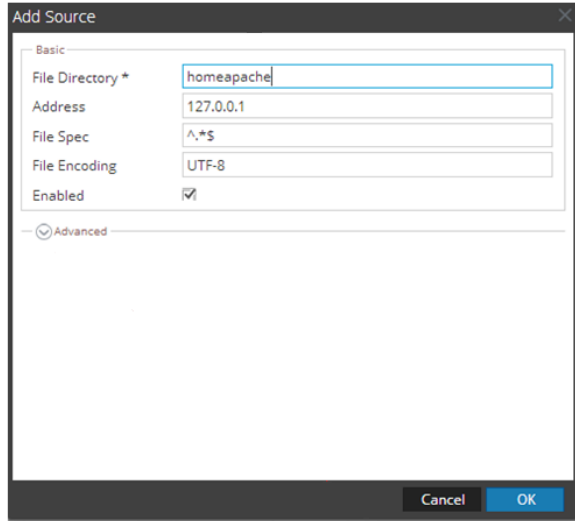 Add Source
Basic
File Directory * homeapache
Address 127.0.0.1
File Spec ^.*$
File Encoding UTF-8
Enabled
Advanced
Cancel OK